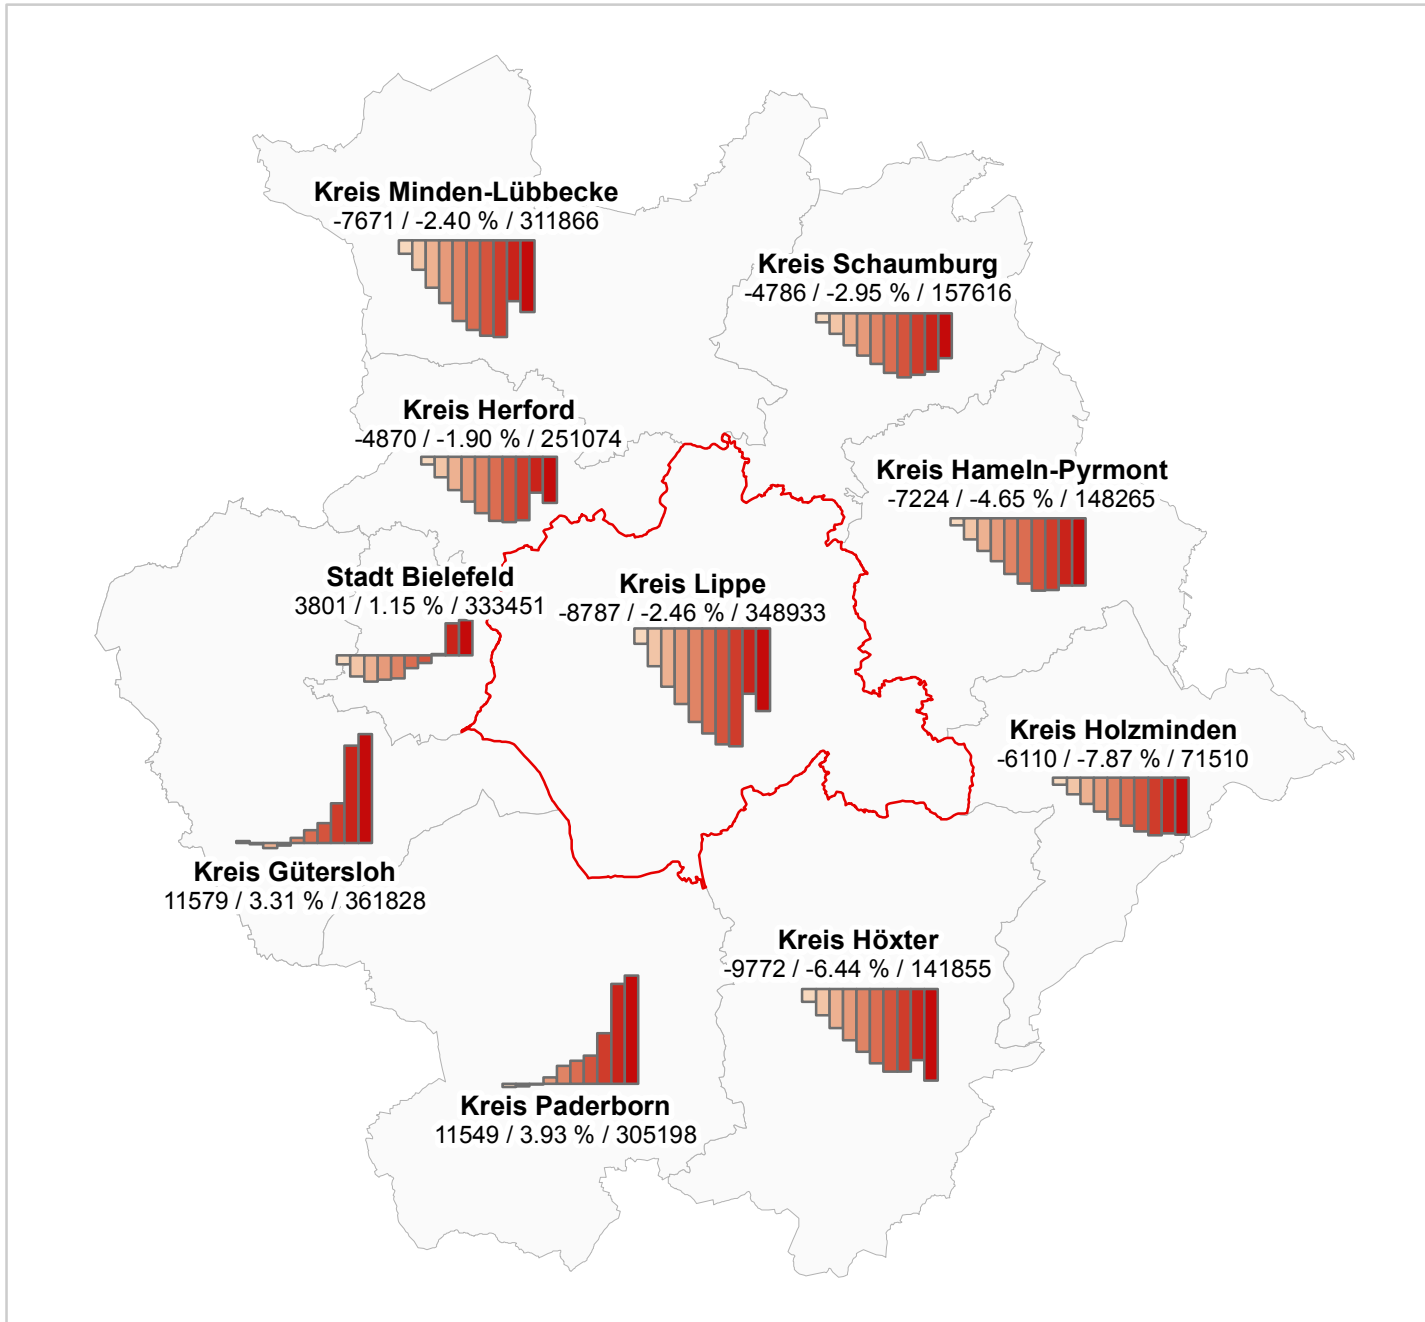 Kreis Minden-Lübbecke
-7671 / -2.40 % / 311866
Kreis Schaumburg
-4786 / -2.95 % / 157616
Kreis Herford
-4870 / -1.90 % / 251074
Kreis Hameln-Pyrmont
-7224 / -4.65 % / 148265
Stadt Bielefeld
3801 / 1.15 % / 333451
Kreis Lippe
-8787 / -2.46 % / 348933
Kreis Holzminden
-6110 / -7.87 % / 71510
Kreis Gütersloh
11579 / 3.31 % / 361828
Kreis Höxter
-9772 / -6.44 % / 141855
Kreis Paderborn
11549 / 3.93 % / 305198